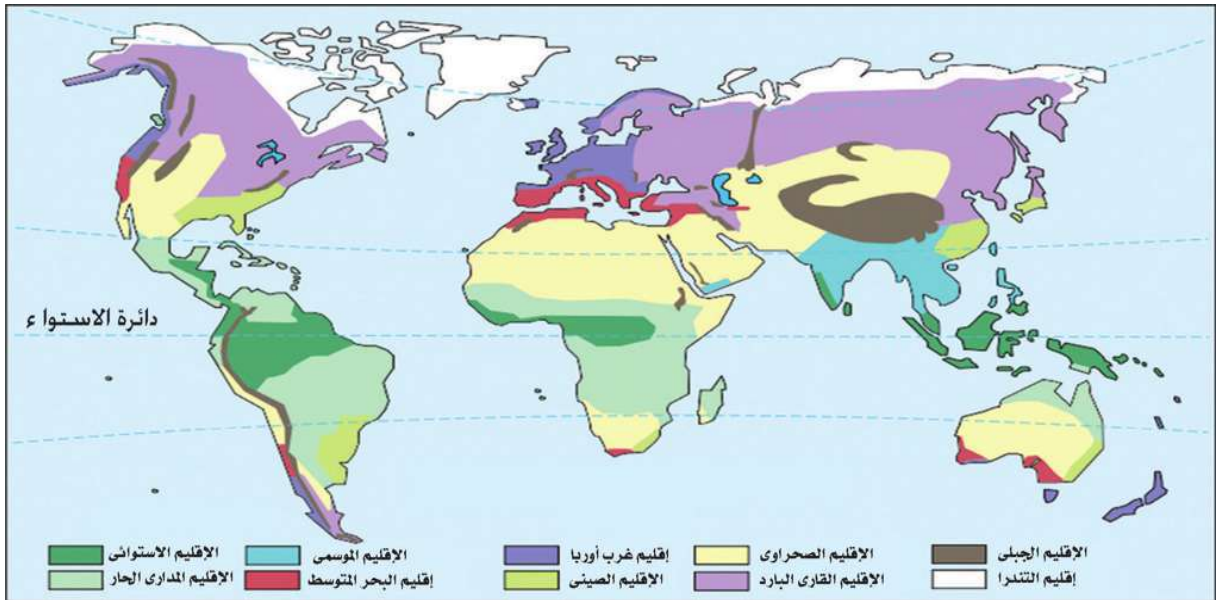 دائرة الاستواء
الإقليم الجبلى
الإقليم الصحراوى
إقليم غرب أوربا
الإقليم الموسمى
الإقليم الاستوائى
إقليم التندرا
الإقليم القارى البارد
الإقليم الصينى
إقليم البحر المتوسط
الإقليم المدارى الحار